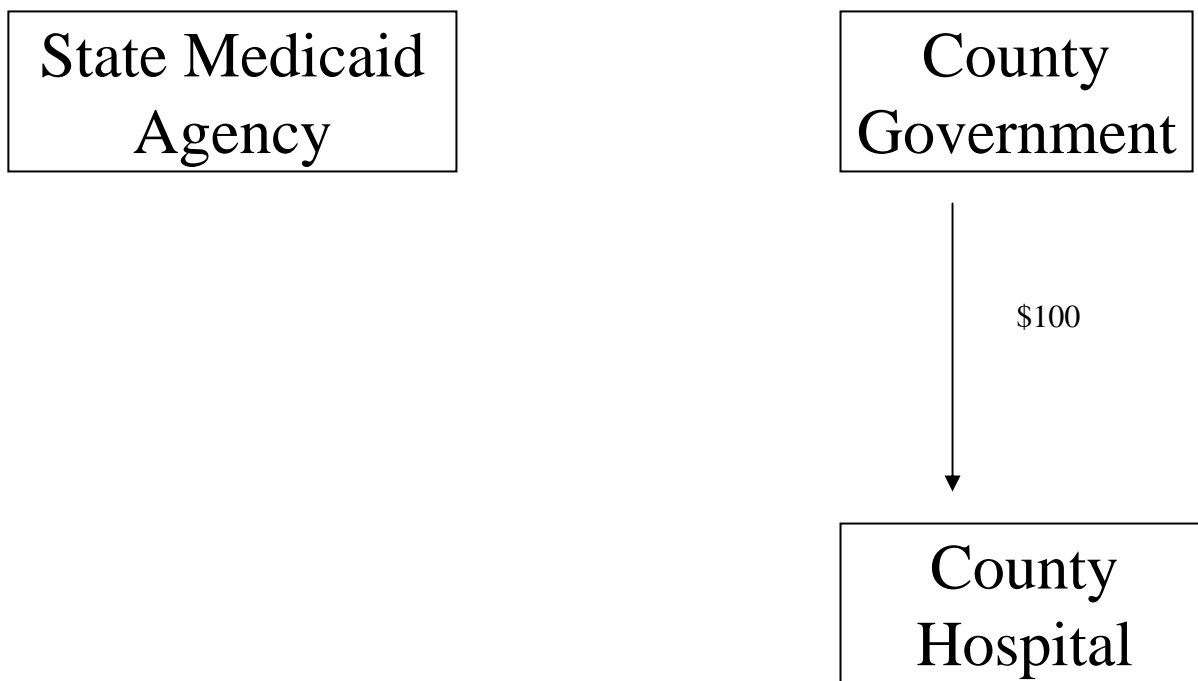 State Medicaid
Agency
County
Government
$100
County
Hospital